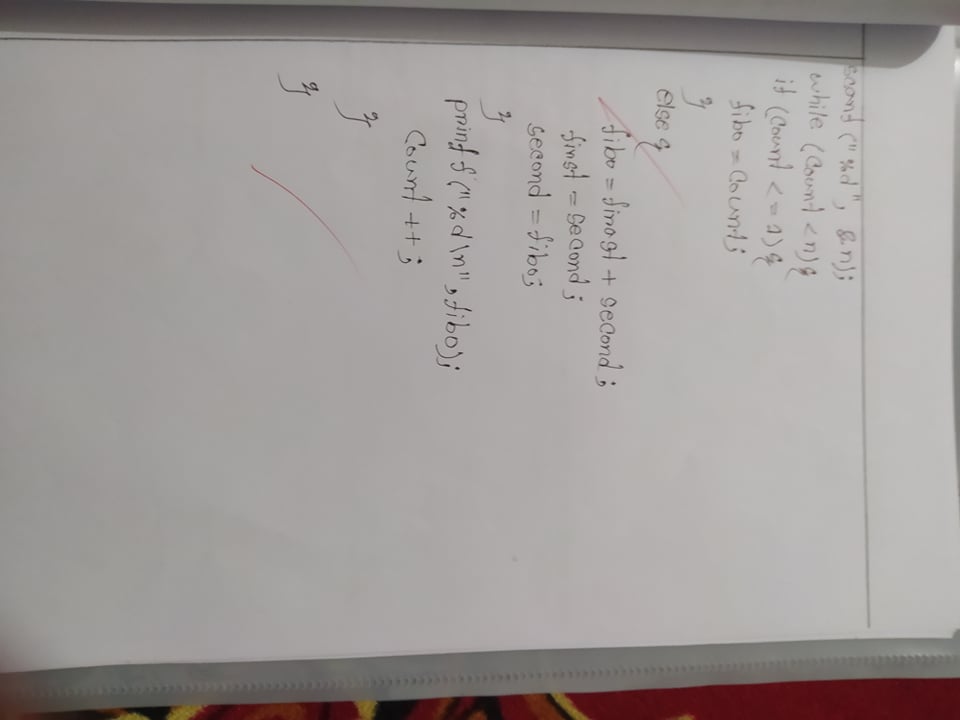 scanf ("%d", &n);
while (count < n) {
if (count <= 1) {
fibo = count;
}
else {
fibo = first + second;
first = second;
second = fibo;
}
printf ("%d\n", fibo);
count ++;
}
}